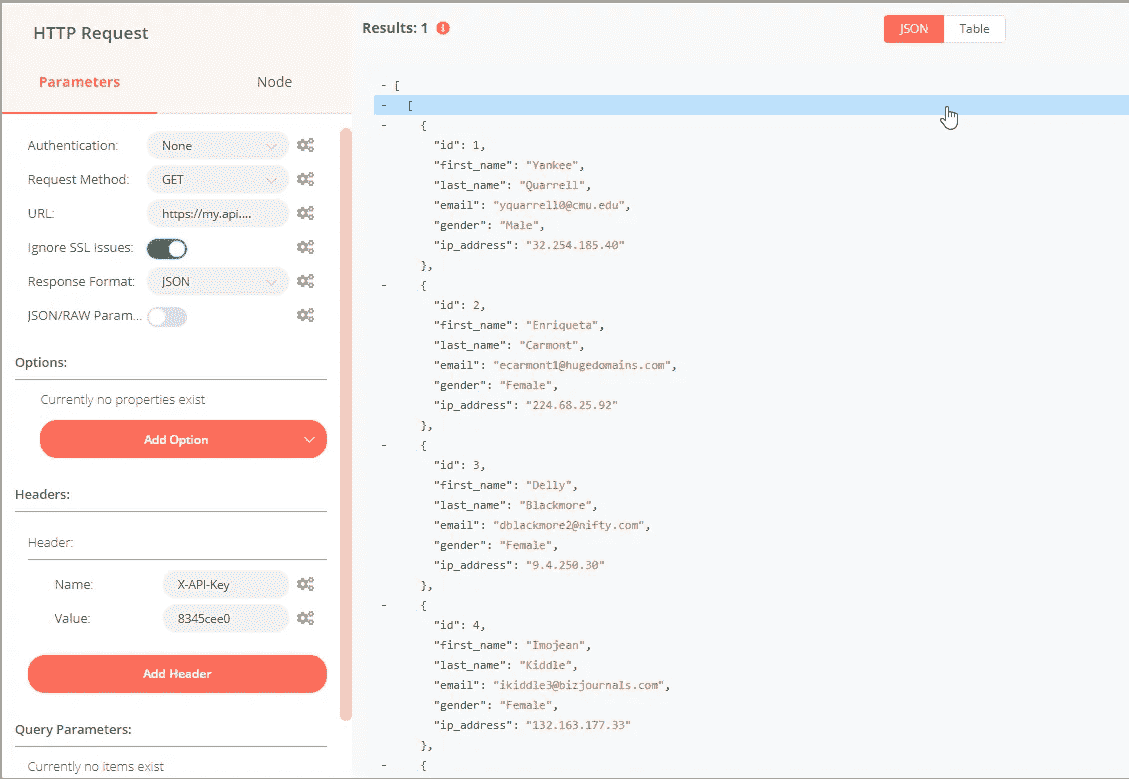 HTTP Request
Parameters
Node
Authentication:
None
Request Method:
GET
URL:
https://my.api....
Ignore SSL Issues:
Response Format:
JSON
JSON/RAW Param...
Options:
Currently no properties exist
Add Option
Headers:
Header:
Name:
X-API-Key
Value:
8345cee0
Add Header
Query Parameters:
Currently no items exist
Results: 1
JSON
Table
- [
- [
- {
"id": 1,
"first_name": "Yankee",
"last_name": "Quarrell",
"email": "yquarrell0@cmu.edu",
"gender": "Male",
"ip_address": "32.254.185.40"
},
- {
"id": 2,
"first_name": "Enriqueta",
"last_name": "Carmont",
"email": "ecarmont1@hugedomains.com",
"gender": "Female",
"ip_address": "224.68.25.92"
},
- {
"id": 3,
"first_name": "Delly",
"last_name": "Blackmore",
"email": "dblackmore2@nifty.com",
"gender": "Female",
"ip_address": "9.4.250.30"
},
- {
"id": 4,
"first_name": "Imojean",
"last_name": "Kiddle",
"email": "ikiddle3@bizjournals.com",
"gender": "Female",
"ip_address": "132.163.177.33"
},
- {